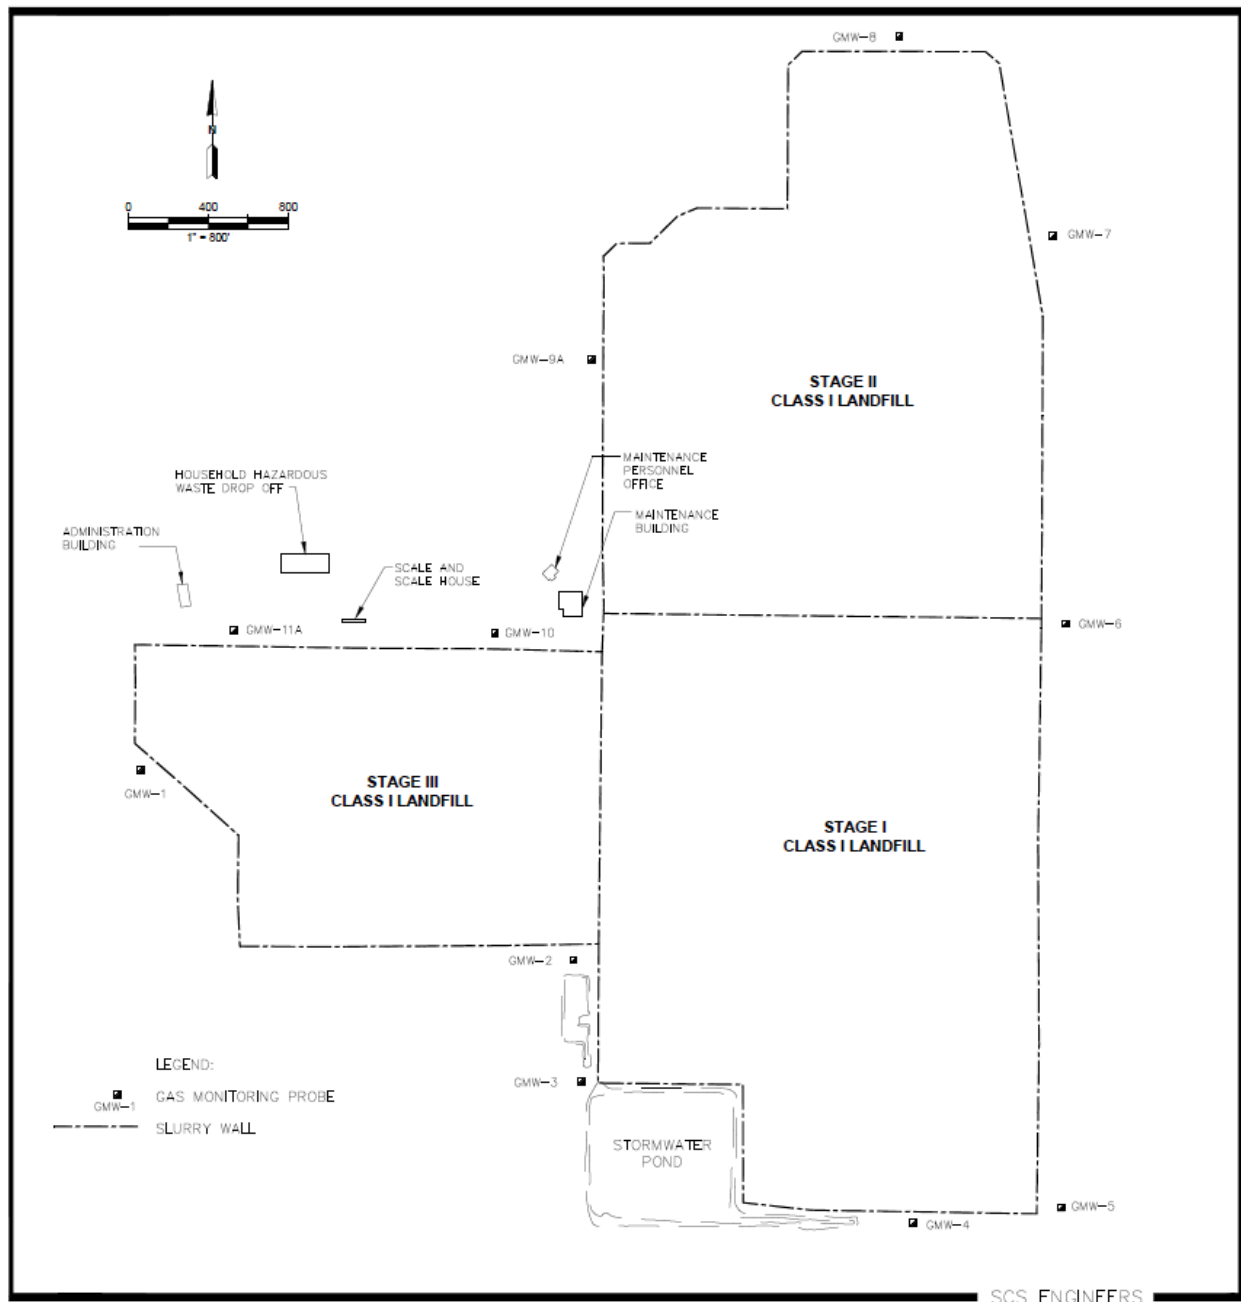 GMW-8
N
0 400 800
1" = 800'
GMW-7
GMW-9A
STAGE II
CLASS I LANDFILL
MAINTENANCE
PERSONNEL
OFFICE
HOUSEHOLD HAZARDOUS
WASTE DROP OFF
MAINTENANCE
BUILDING
ADMINISTRATION
BUILDING
SCALE AND
SCALE HOUSE
GMW-11A
GMW-10
GMW-6
STAGE III
CLASS I LANDFILL
GMW-1
STAGE I
CLASS I LANDFILL
GMW-2
LEGEND:
GMW-3
GAS MONITORING PROBE
GMW-1
SLURRY WALL
STORMWATER
POND
GMW-5
GMW-4
SCS ENGINEERS